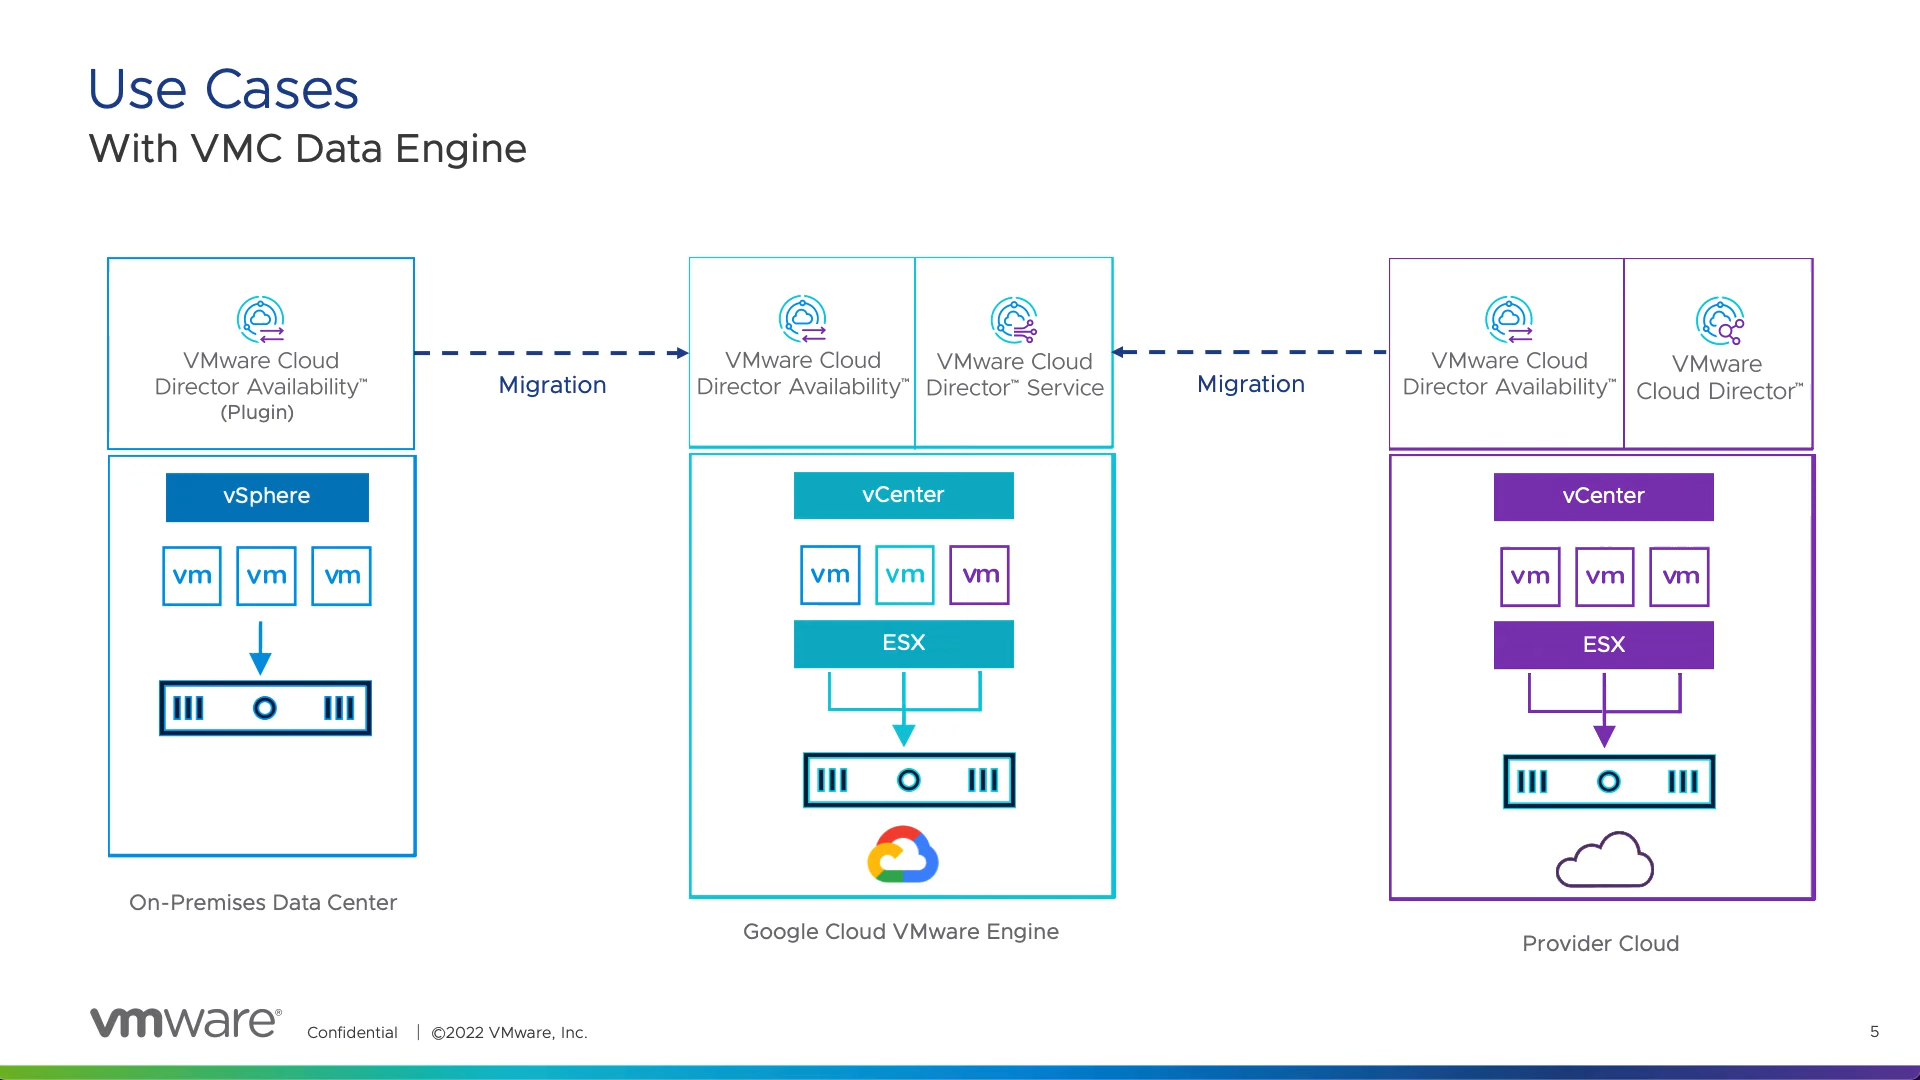 Use Cases
With VMC Data Engine
VMware Cloud
Director Availability™
(Plugin)
Migration
VMware Cloud
Director Availability™
VMware Cloud
Director™ Service
Migration
VMware Cloud
Director Availability™
VMware
Cloud Director™
vSphere
vm vm vm
On-Premises Data Center
vCenter
vm vm vm
ESX
Google Cloud VMware Engine
vCenter
vm vm vm
ESX
Provider Cloud
vmware®
Confidential | ©2022 VMware, Inc.
5